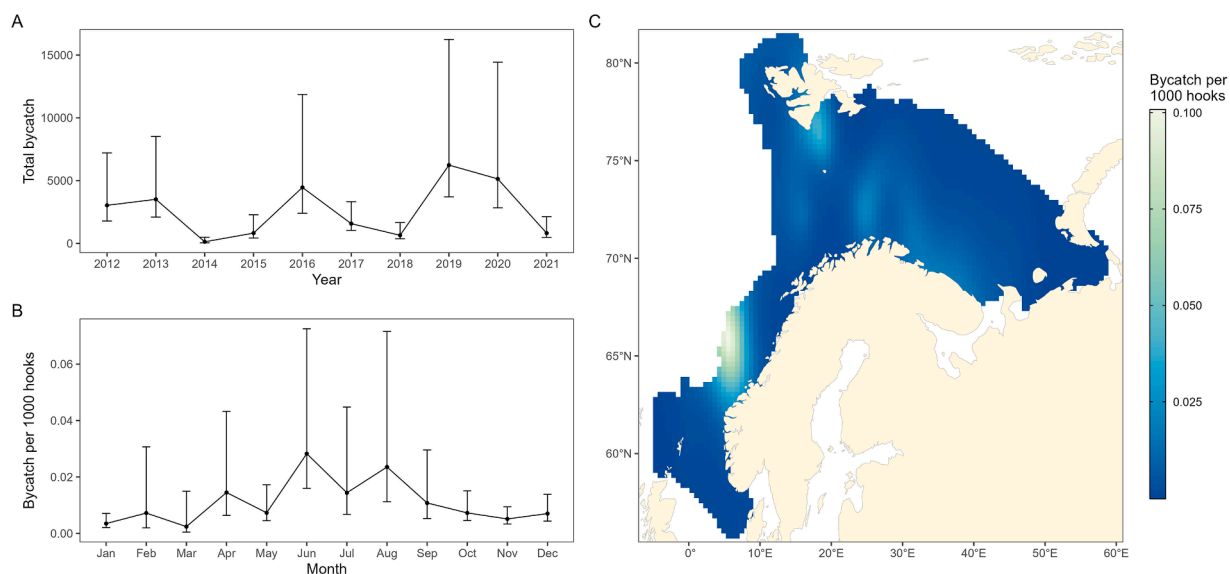 A
Total bycatch
15000
10000
5000
0
2012 2013 2014 2015 2016 2017 2018 2019 2020 2021
Year
B
Bycatch per 1000 hooks
0.06
0.04
0.02
0.00
Jan Feb Mar Apr May Jun Jul Aug Sep Oct Nov Dec
Month
C
80°N
75°N
70°N
65°N
60°N
0° 10°E 20°E 30°E 40°E 50°E 60°E
Bycatch per
1000 hooks
0.100
0.075
0.050
0.025